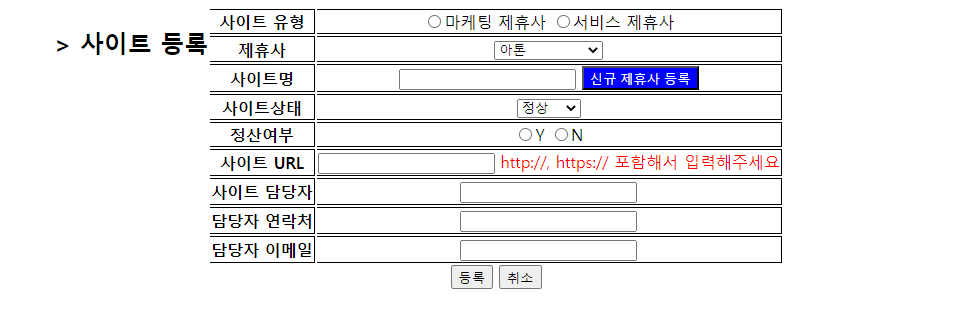 > 사이트 등록
사이트 유형 마케팅 제휴사 서비스 제휴사
제휴사 아톤
사이트명 신규 제휴사 등록
사이트상태 정상
정산여부 Y N
사이트 URL http://, https:// 포함해서 입력해주세요
사이트 담당자
담당자 연락처
담당자 이메일
등록 취소